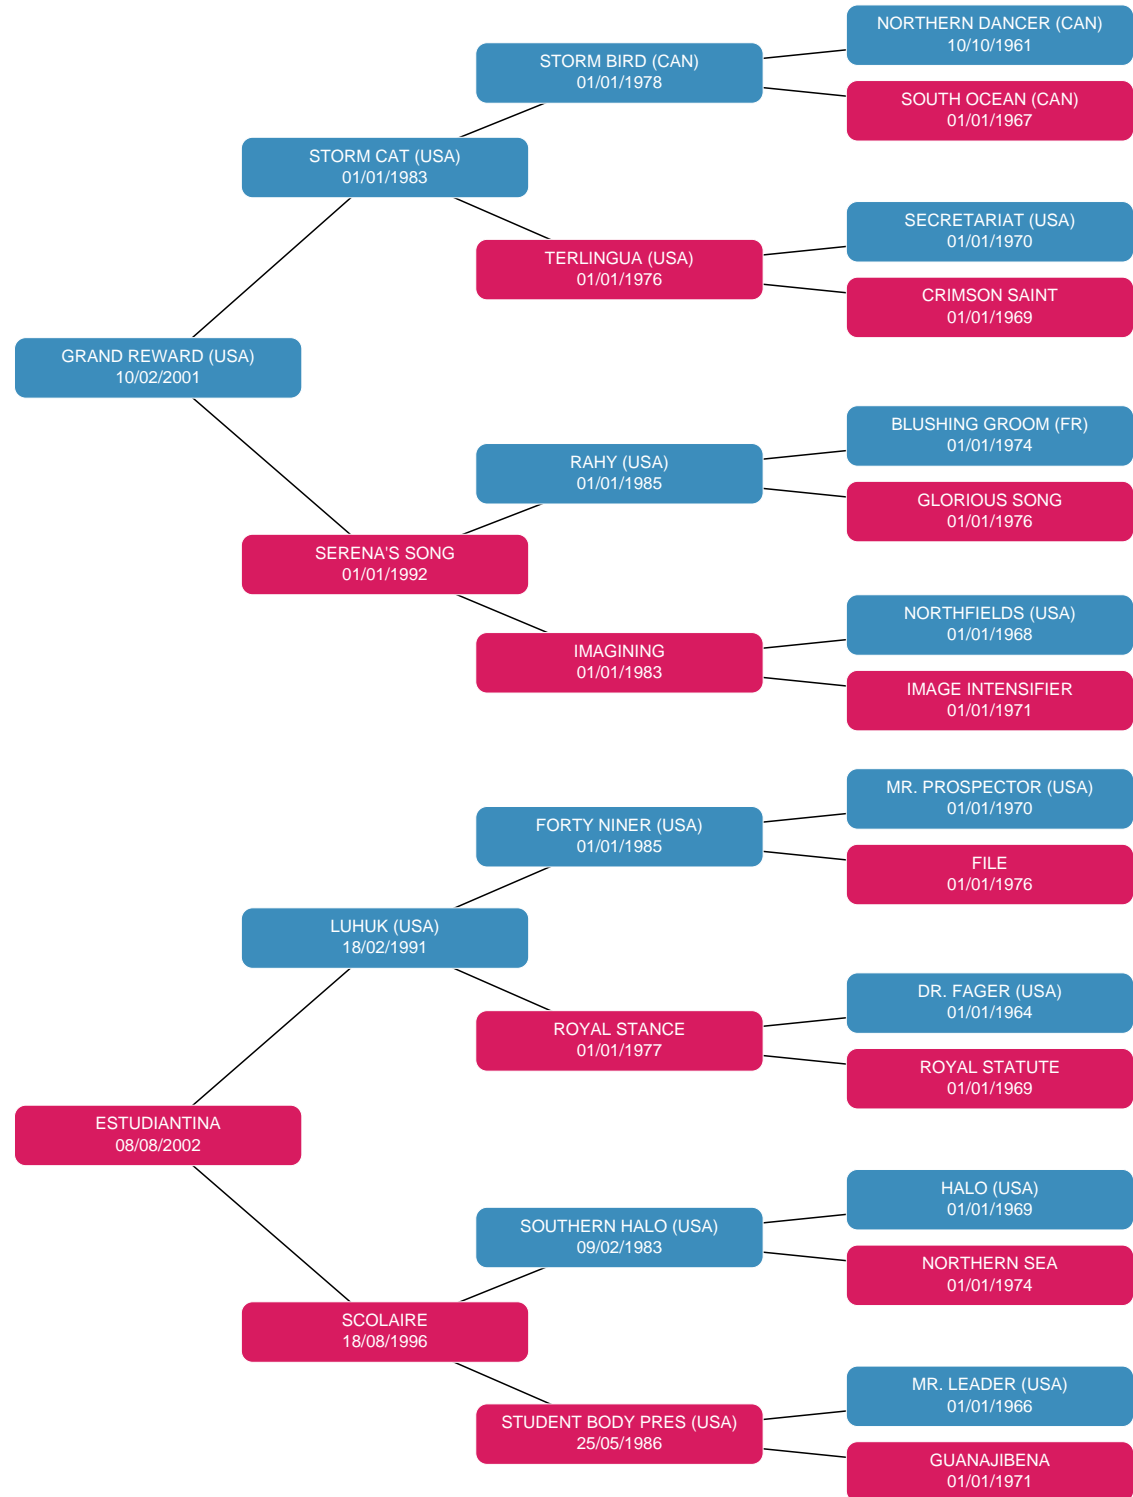 NORTHERN DANCER (CAN)
10/10/1961
STORM BIRD (CAN)
01/01/1978
SOUTH OCEAN (CAN)
01/01/1967
STORM CAT (USA)
01/01/1983
SECRETARIAT (USA)
01/01/1970
TERLINGUA (USA)
01/01/1976
CRIMSON SAINT
01/01/1969
GRAND REWARD (USA)
10/02/2001
BLUSHING GROOM (FR)
01/01/1974
RAHY (USA)
01/01/1985
GLORIOUS SONG
01/01/1976
SERENA'S SONG
01/01/1992
NORTHFIELDS (USA)
01/01/1968
IMAGINING
01/01/1983
IMAGE INTENSIFIER
01/01/1971
MR. PROSPECTOR (USA)
01/01/1970
FORTY NINER (USA)
01/01/1985
FILE
01/01/1976
LUHUK (USA)
18/02/1991
DR. FAGER (USA)
01/01/1964
ROYAL STANCE
01/01/1977
ROYAL STATUTE
01/01/1969
ESTUDIANTINA
08/08/2002
HALO (USA)
01/01/1969
SOUTHERN HALO (USA)
09/02/1983
NORTHERN SEA
01/01/1974
SCOLAIRE
18/08/1996
MR. LEADER (USA)
01/01/1966
STUDENT BODY PRES (USA)
25/05/1986
GUANAJIBENA
01/01/1971